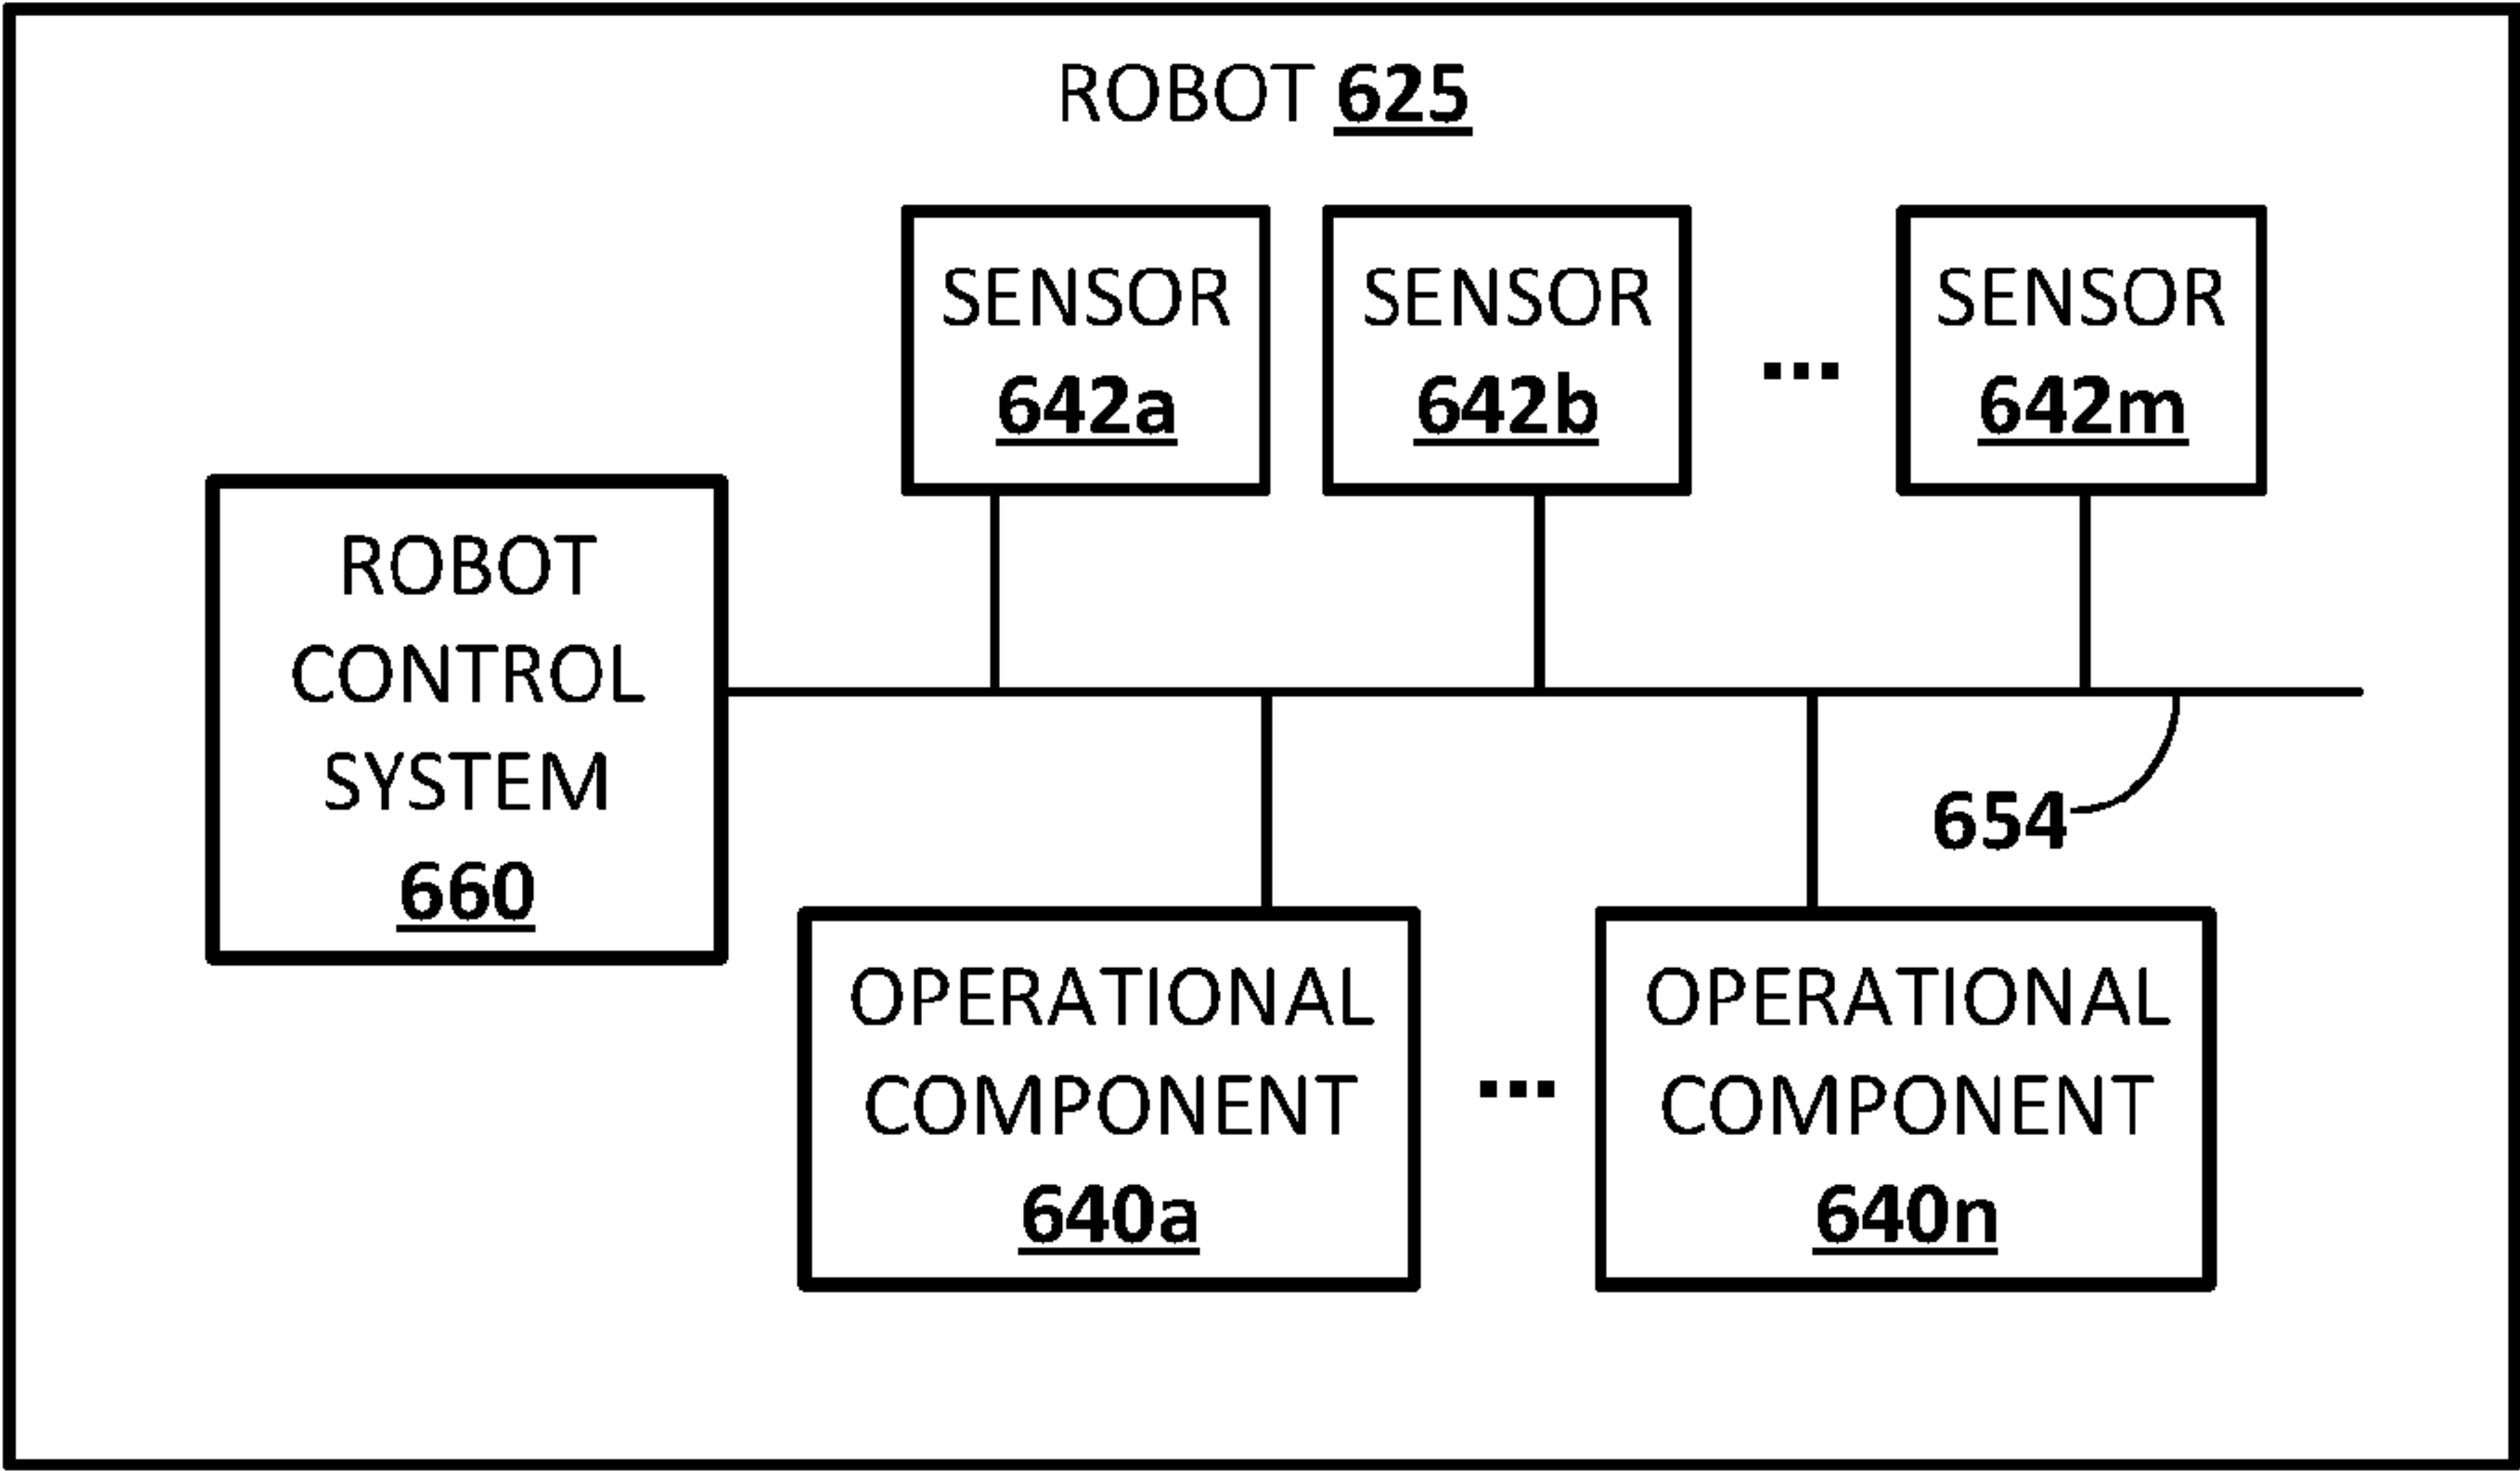 ROBOT 625
SENSOR
642a
SENSOR
642b
...
SENSOR
642m
ROBOT
CONTROL
SYSTEM
660
654
OPERATIONAL
COMPONENT
640a
...
OPERATIONAL
COMPONENT
640n